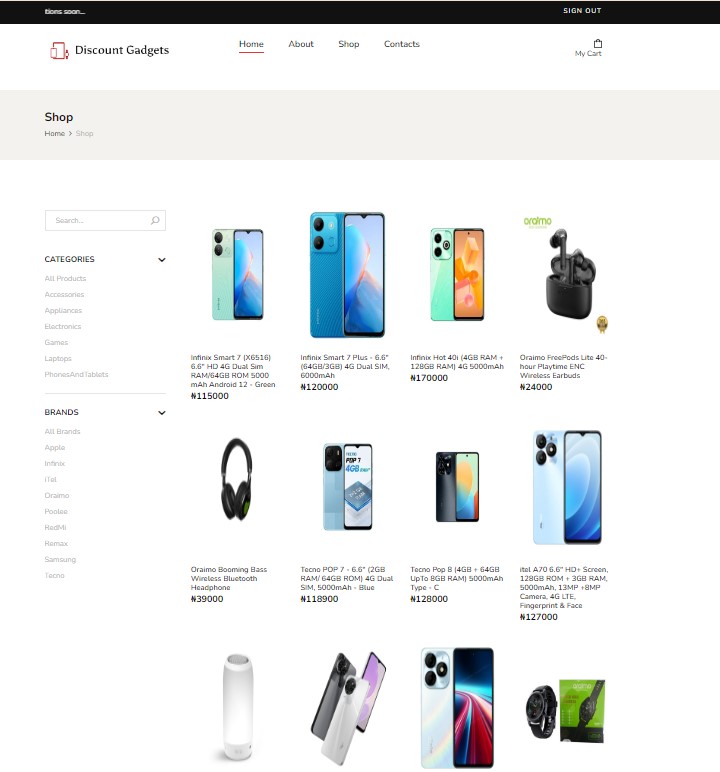 tions soon...
SIGN OUT
Discount Gadgets
Home
About
Shop
Contacts
My Cart
Shop
Home > Shop
Search...
CATEGORIES
All Products
Accessories
Appliances
Electronics
Games
Laptops
PhonesAndTablets
BRANDS
All Brands
Apple
Infinix
iTel
Oraimo
Poolee
RedMi
Remax
Samsung
Tecno
Infinix Smart 7 (X6516)
6.6" HD 4G Dual Sim
RAM/64GB ROM 5000
mAh Android 12 - Green
₦115000
Infinix Smart 7 Plus - 6.6"
(64GB/3GB) 4G Dual SIM,
6000mAh
₦120000
Infinix Hot 40i (4GB RAM +
128GB RAM) 4G 5000mAh
₦170000
oraimo
Oraimo FreePods Lite 40-
hour Playtime ENC
Wireless Earbuds
₦24000
Oraimo Booming Bass
Wireless Bluetooth
Headphone
₦39000
POP 7
4GB
Tecno POP 7 - 6.6" (2GB
RAM/ 64GB ROM) 4G Dual
SIM, 5000mAh - Blue
₦118900
Tecno Pop 8 (4GB + 64GB
UpTo 8GB RAM) 5000mAh
Type - C
₦128000
itel A70 6.6" HD+ Screen,
128GB ROM + 3GB RAM,
5000mAh, 13MP +8MP
Camera, 4G LTE,
Fingerprint & Face
₦127000
oraimo